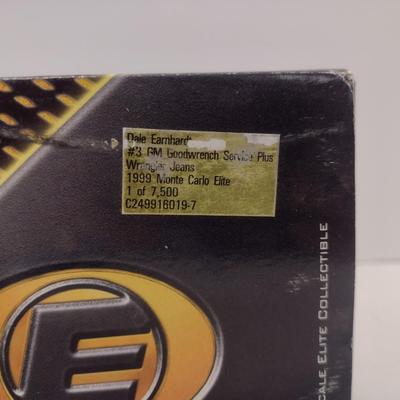 Dale Earnhardt
#3 GM Goodwrench Service Plus
Wrangler Jeans
1999 Monte Carlo Elite
1 of 7,500
C249916019-7
E
ELITE COLLECTIBLE